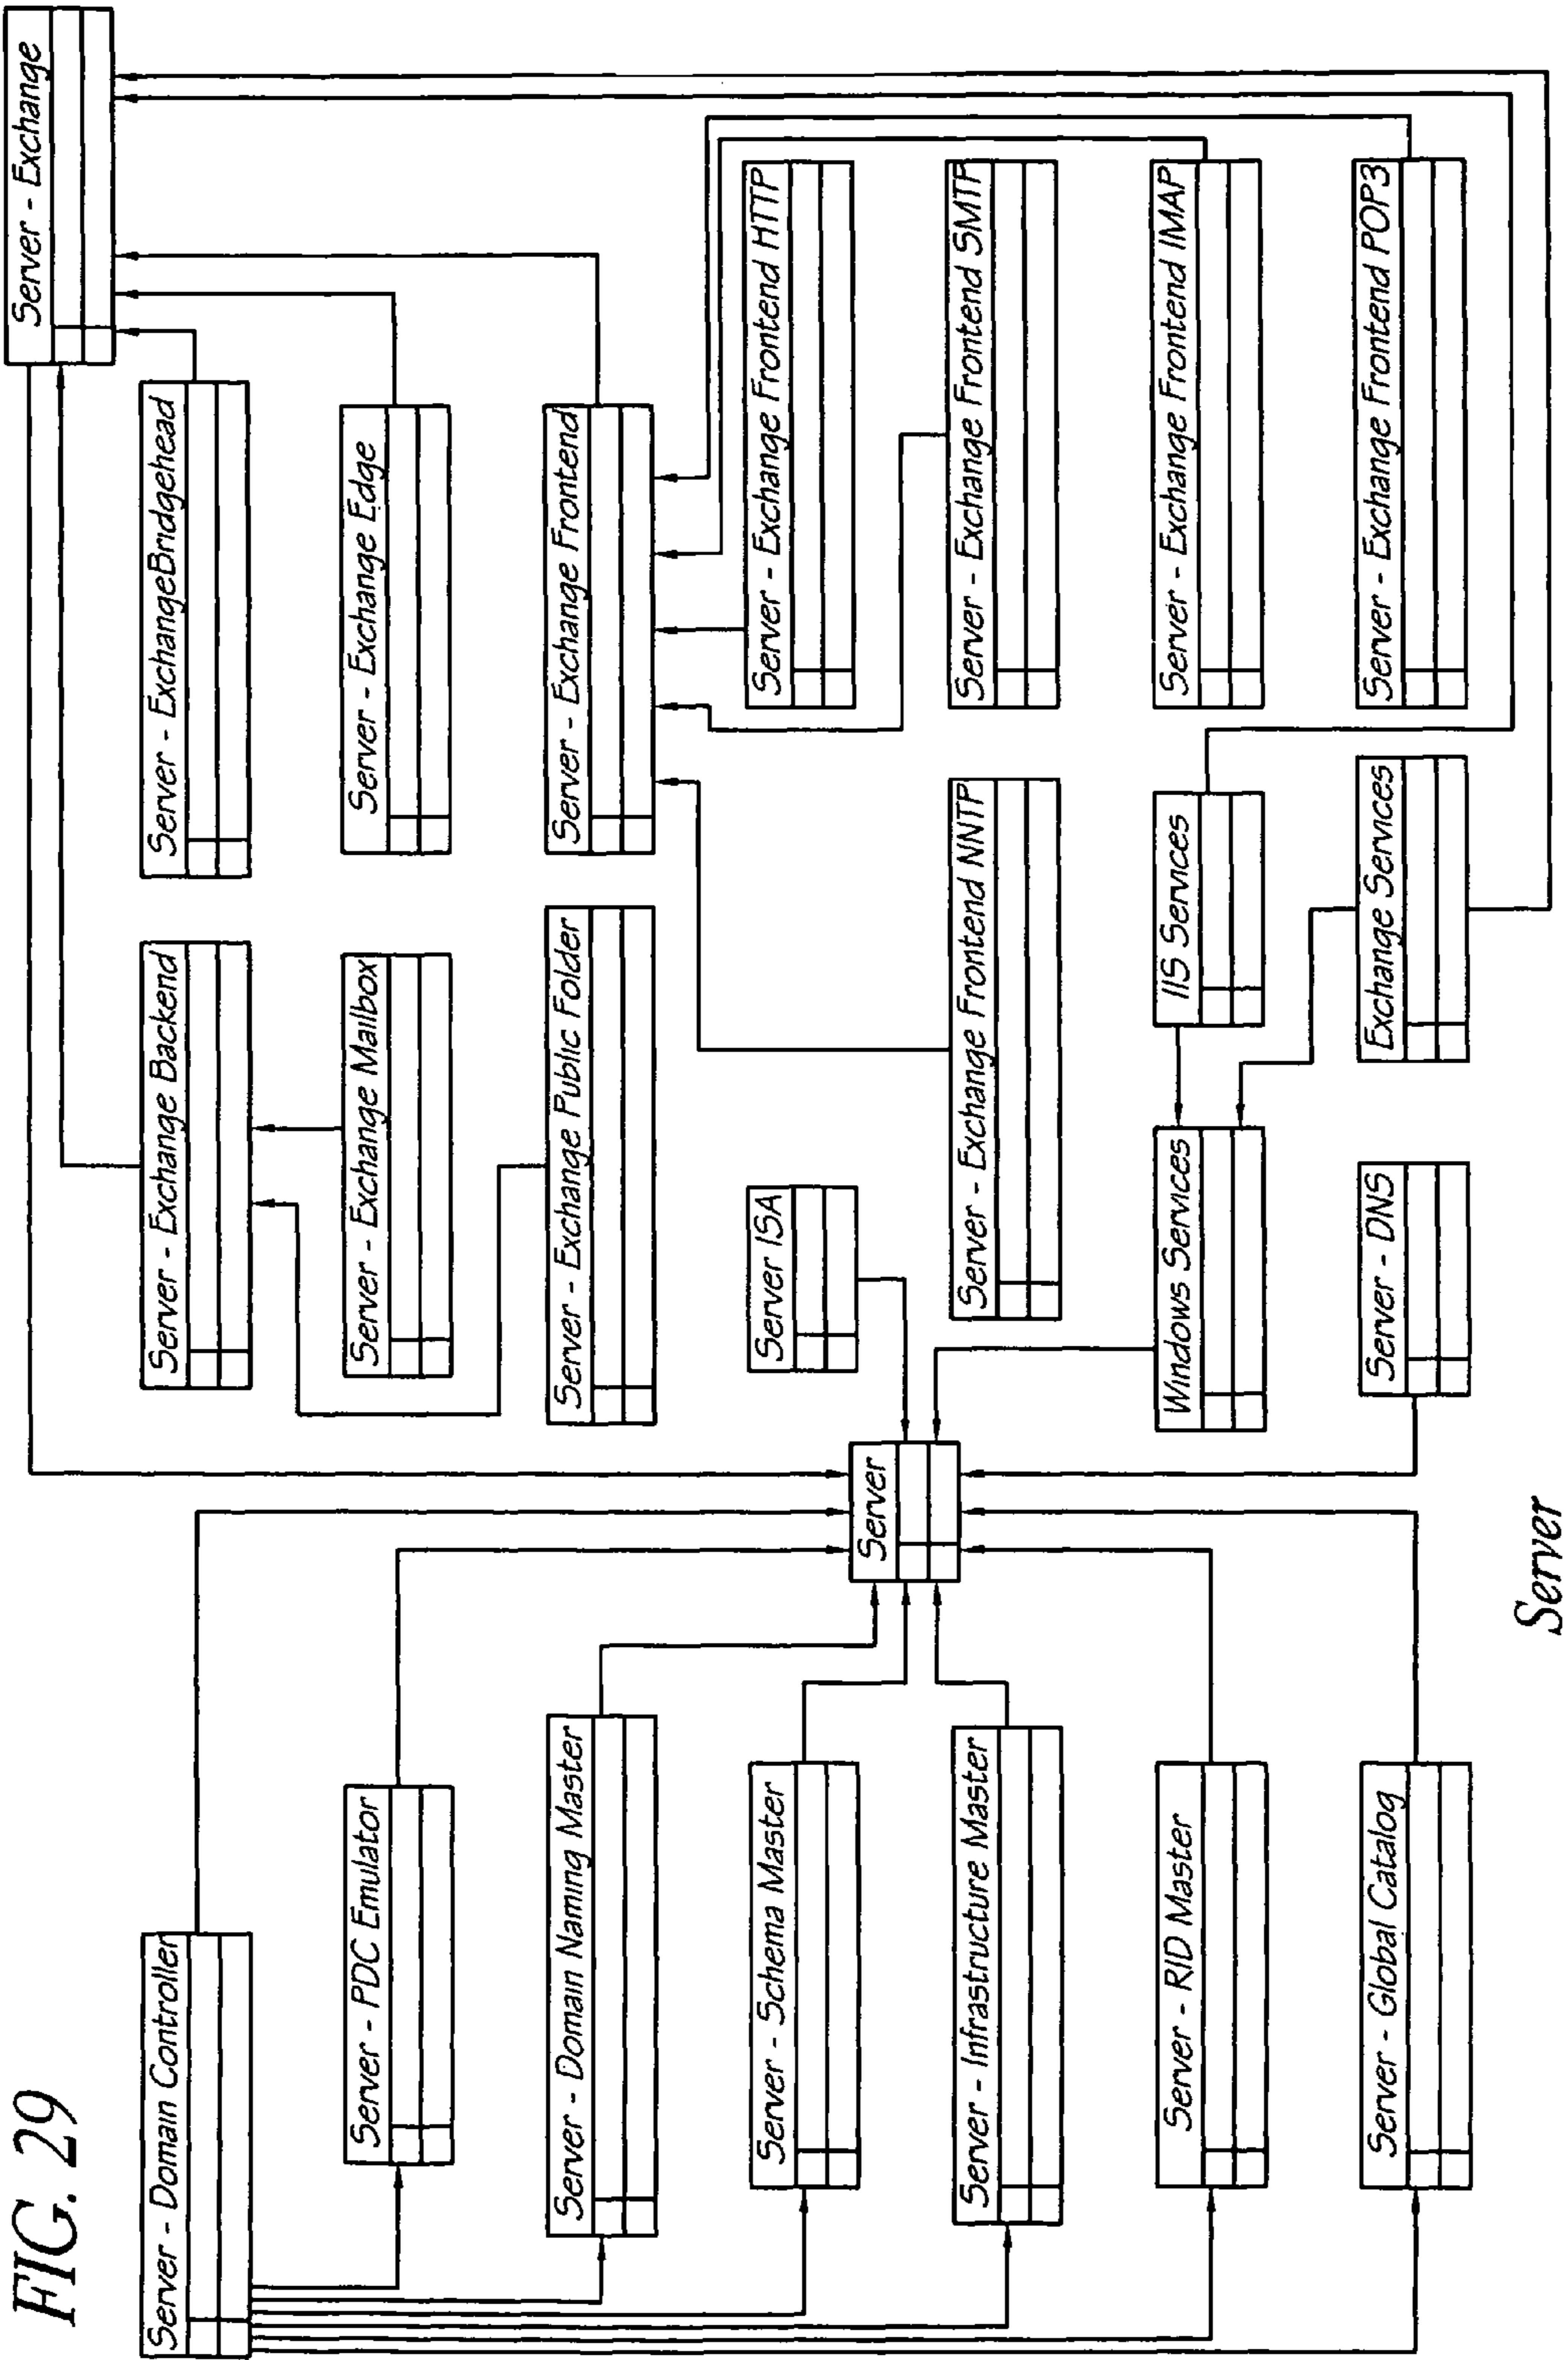 FIG. 29
Server - Domain Controller
Server - PDC Emulator
Server - Domain Naming Master
Server - Schema Master
Server - Infrastructure Master
Server - RID Master
Server - Global Catalog
Server
Server - Exchange Backend
Server - Exchange Mailbox
Server - Exchange Public Folder
Server ISA
Server - Exchange Frontend NNTP
Windows Services
Server - DNS
Server - ExchangeBridgehead
Server - Exchange Edge
Server - Exchange Frontend
IIS Services
Exchange Services
Server - Exchange
Server - Exchange Frontend HTTP
Server - Exchange Frontend SMTP
Server - Exchange Frontend IMAP
Server - Exchange Frontend POP3
Server